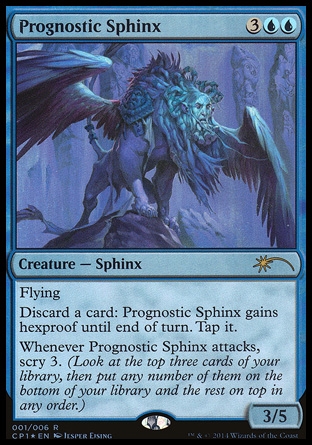 Prognostic Sphinx 3
Creature — Sphinx
Flying
Discard a card: Prognostic Sphinx gains
hexproof until end of turn. Tap it.
Whenever Prognostic Sphinx attacks,
scry 3. (Look at the top three cards of your
library, then put any number of them on the
bottom of your library and the rest on top in
any order.)
3/5
001/006 R
CP1 ★ EN Jesper Ejsing
™ & © 2014 Wizards of the Coast